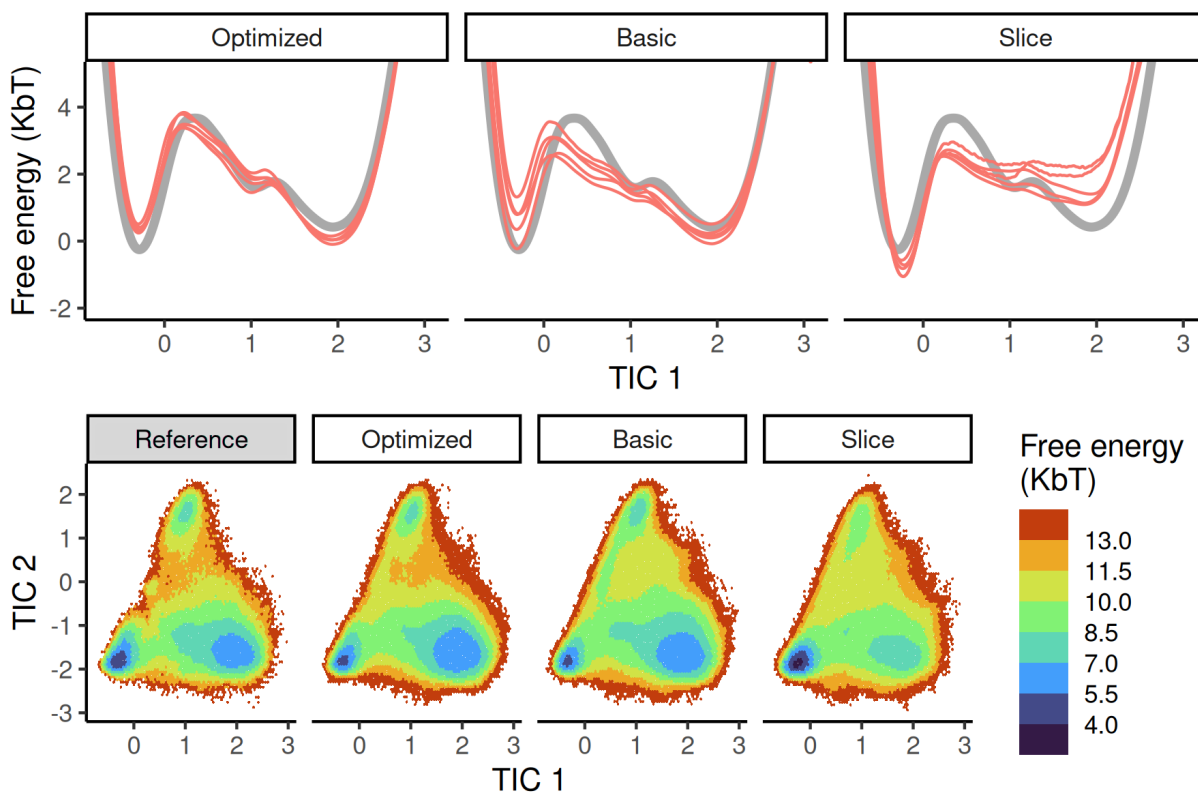 Optimized Basic Slice
Free energy (KbT)
4
2
0
-2
0 1 2 3 0 1 2 3 0 1 2 3
TIC 1
Reference Optimized Basic Slice
TIC 2
2
1
0
-1
-2
-3
0 1 2 3 0 1 2 3 0 1 2 3 0 1 2 3
TIC 1
Free energy
(KbT)
13.0
11.5
10.0
8.5
7.0
5.5
4.0